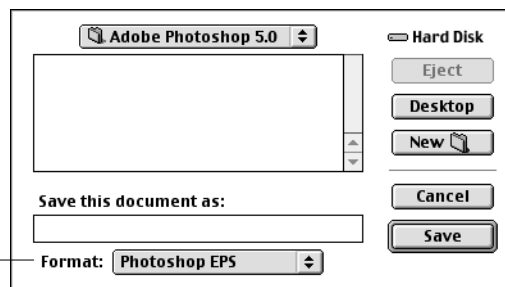 Adobe Photoshop 5.0
Hard Disk
Eject
Desktop
New
Save this document as:
Cancel
Save
Format: Photoshop EPS